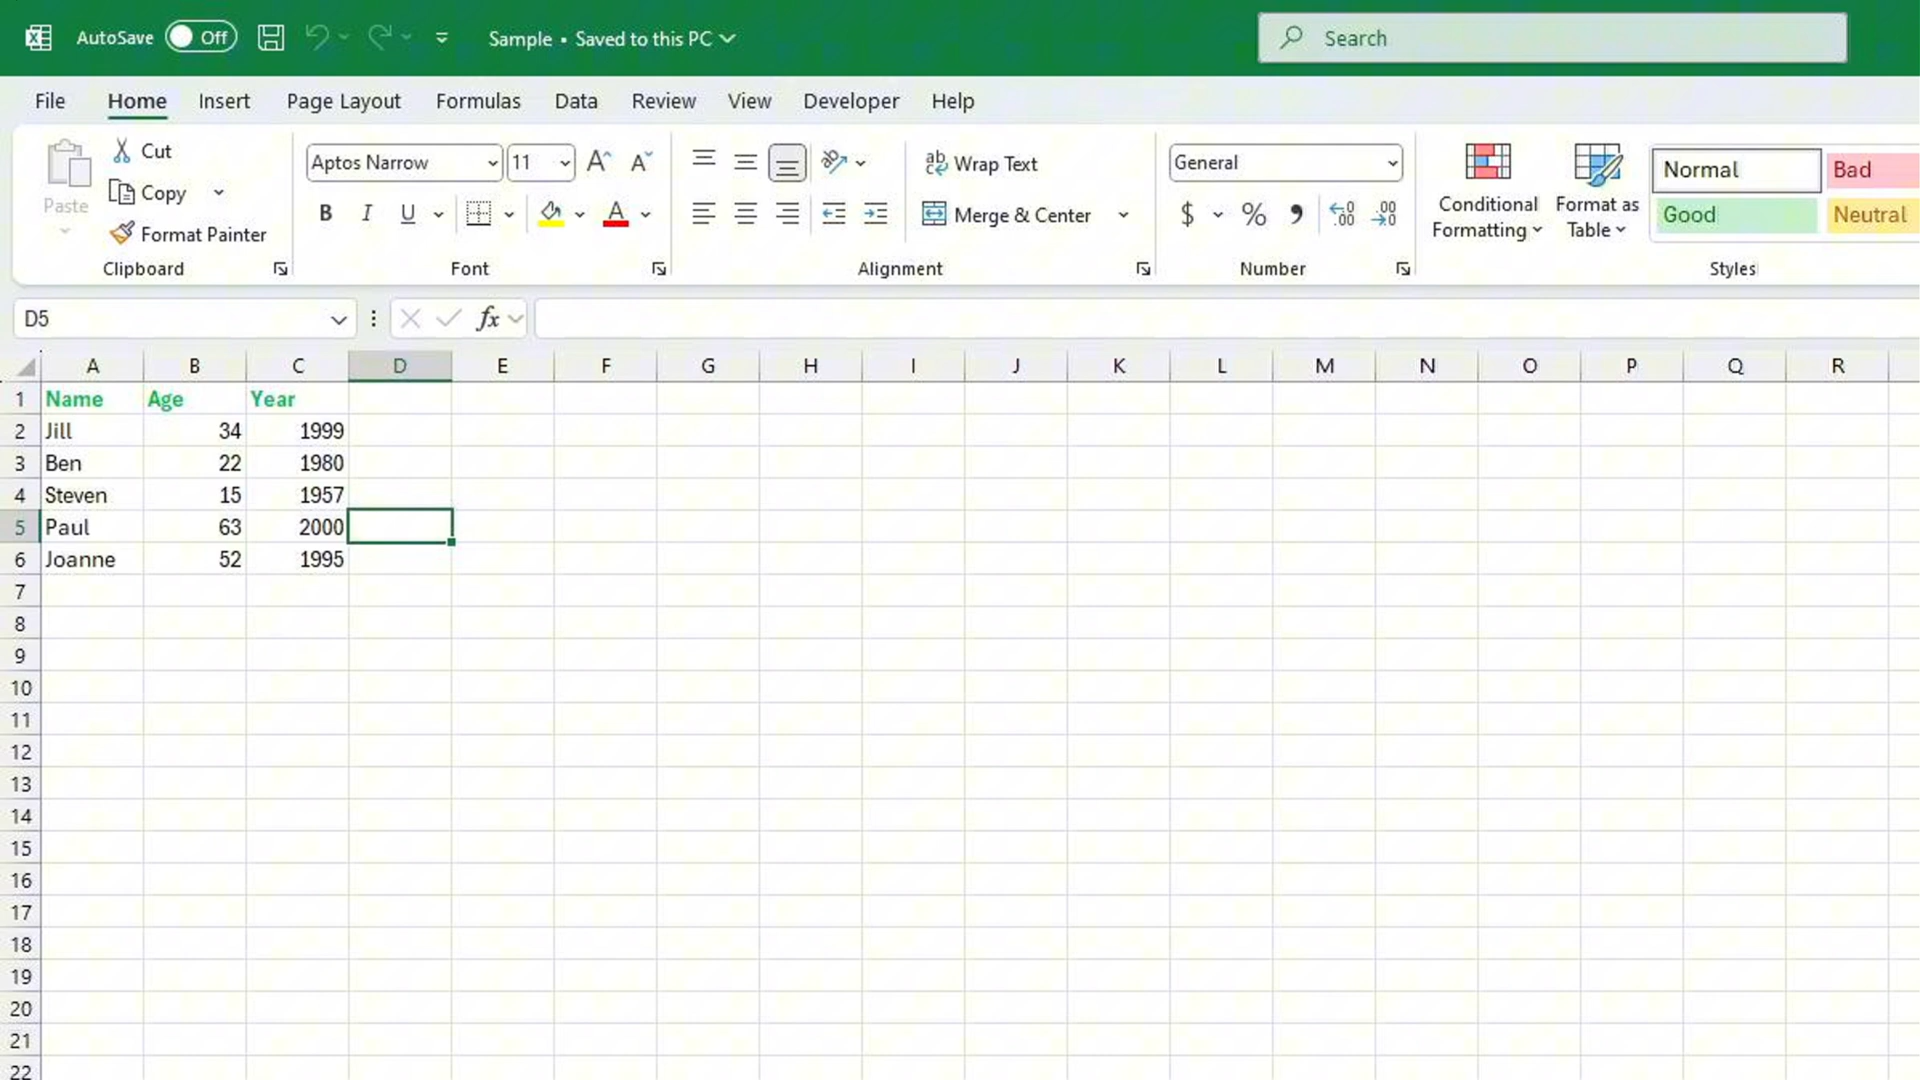 AutoSave Off Sample • Saved to this PC Search
File Home Insert Page Layout Formulas Data Review View Developer Help
Paste
Cut
Copy
Format Painter
Clipboard
Aptos Narrow 11
B I U A
Font
ab Wrap Text
Merge & Center
Alignment
General
$ % , .00 .00
Number
Conditional Formatting
Format as Table
Normal Bad
Good Neutral
Styles
D5 fx
A B C D E F G H I J K L M N O P Q R
1 Name Age Year
2 Jill 34 1999
3 Ben 22 1980
4 Steven 15 1957
5 Paul 63 2000
6 Joanne 52 1995
7
8
9
10
11
12
13
14
15
16
17
18
19
20
21
22